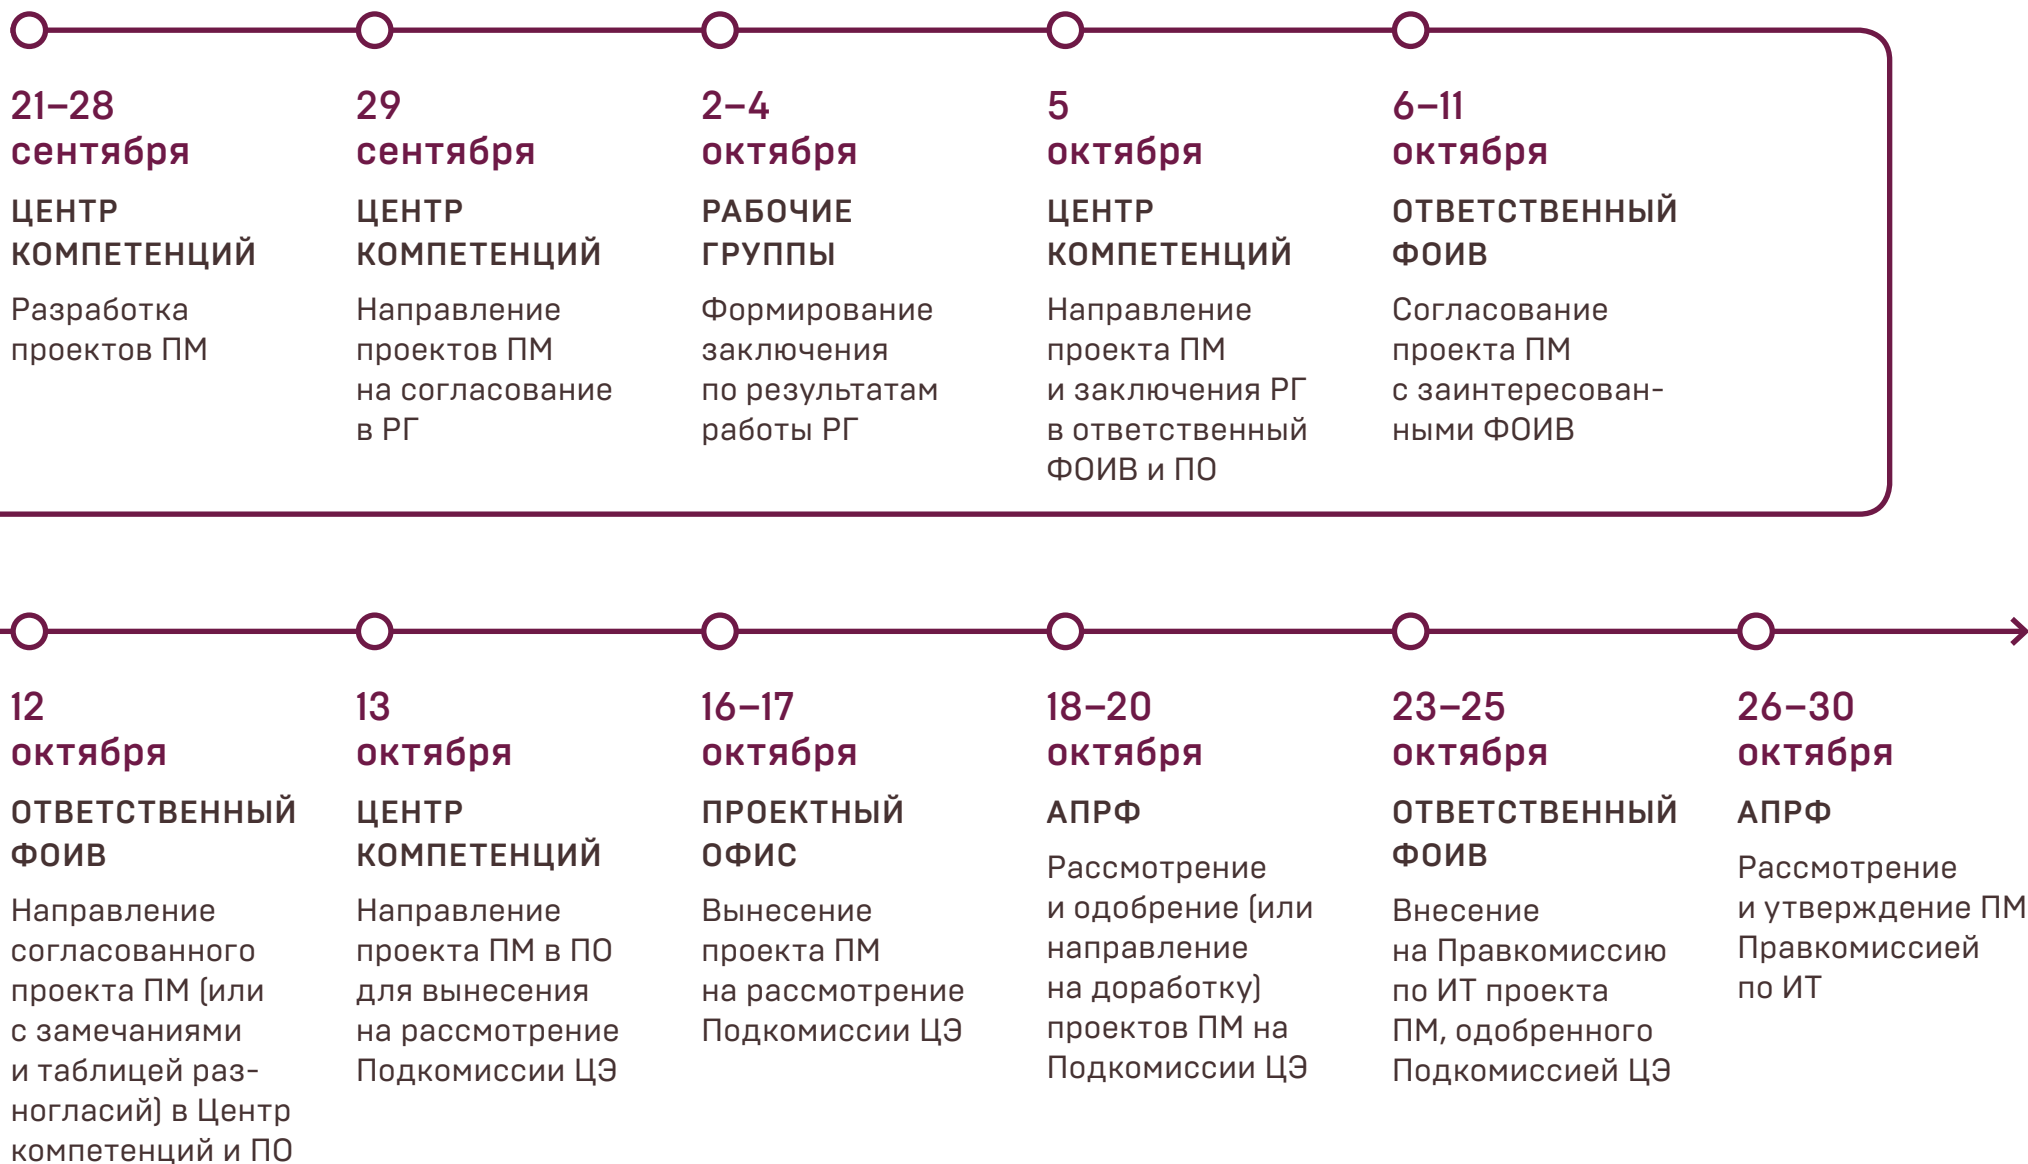 21–28
сентября
ЦЕНТР
КОМПЕТЕНЦИЙ
Разработка
проектов ПМ
29
сентября
ЦЕНТР
КОМПЕТЕНЦИЙ
Направление
проектов ПМ
на согласование
в РГ
2–4
октября
РАБОЧИЕ
ГРУППЫ
Формирование
заключения
по результатам
работы РГ
5
октября
ЦЕНТР
КОМПЕТЕНЦИЙ
Направление
проекта ПМ
и заключения РГ
в ответственный
ФОИВ и ПО
6–11
октября
ОТВЕТСТВЕННЫЙ
ФОИВ
Согласование
проекта ПМ
с заинтересован-
ными ФОИВ
12
октября
ОТВЕТСТВЕННЫЙ
ФОИВ
Направление
согласованного
проекта ПМ (или
с замечаниями
и таблицей раз-
ногласий) в Центр
компетенций и ПО
13
октября
ЦЕНТР
КОМПЕТЕНЦИЙ
Направление
проекта ПМ в ПО
для вынесения
на рассмотрение
Подкомиссии ЦЭ
16–17
октября
ПРОЕКТНЫЙ
ОФИС
Вынесение
проекта ПМ
на рассмотрение
Подкомиссии ЦЭ
18–20
октября
АПРФ
Рассмотрение
и одобрение (или
направление
на доработку)
проектов ПМ на
Подкомиссии ЦЭ
23–25
октября
ОТВЕТСТВЕННЫЙ
ФОИВ
Внесение
на Правкомиссию
по ИТ проекта
ПМ, одобренного
Подкомиссией ЦЭ
26–30
октября
АПРФ
Рассмотрение
и утверждение ПМ
Правкомиссией
по ИТ